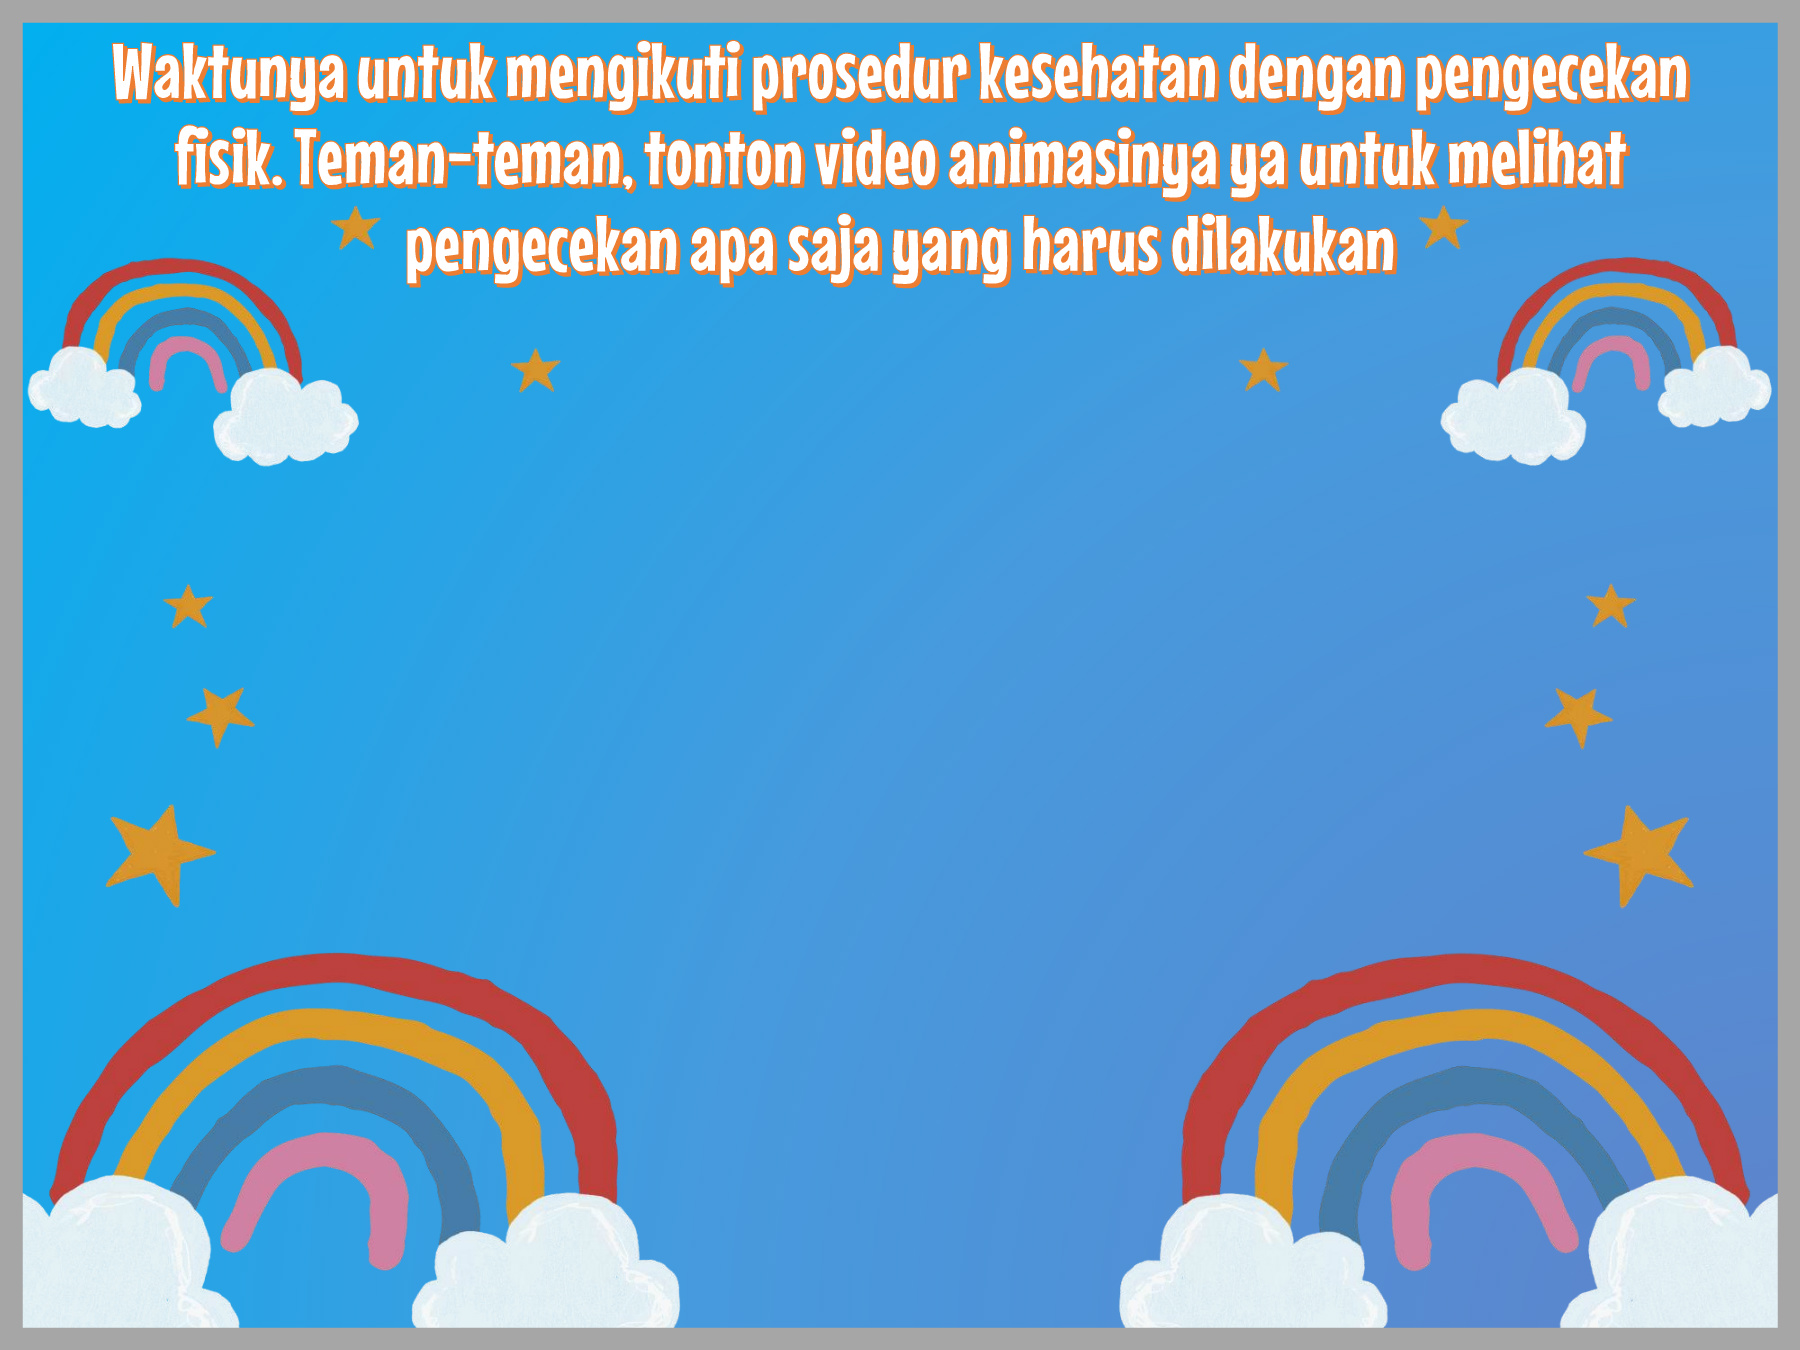 Waktunya untuk mengikuti prosedur kesehatan dengan pengecekan
fisik. Teman-teman, tonton video animasinya ya untuk melihat
pengecekan apa saja yang harus dilakukan